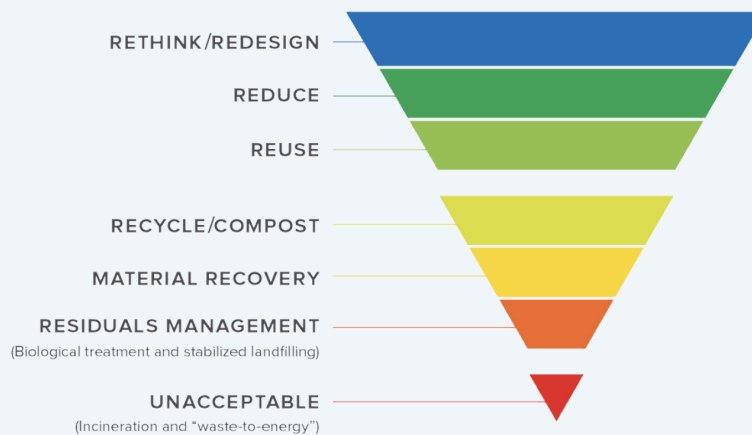 RETHINK/REDESIGN
REDUCE
REUSE
RECYCLE/COMPOST
MATERIAL RECOVERY
RESIDUALS MANAGEMENT
(Biological treatment and stabilized landfilling)
UNACCEPTABLE
(Incineration and “waste-to-energy”)